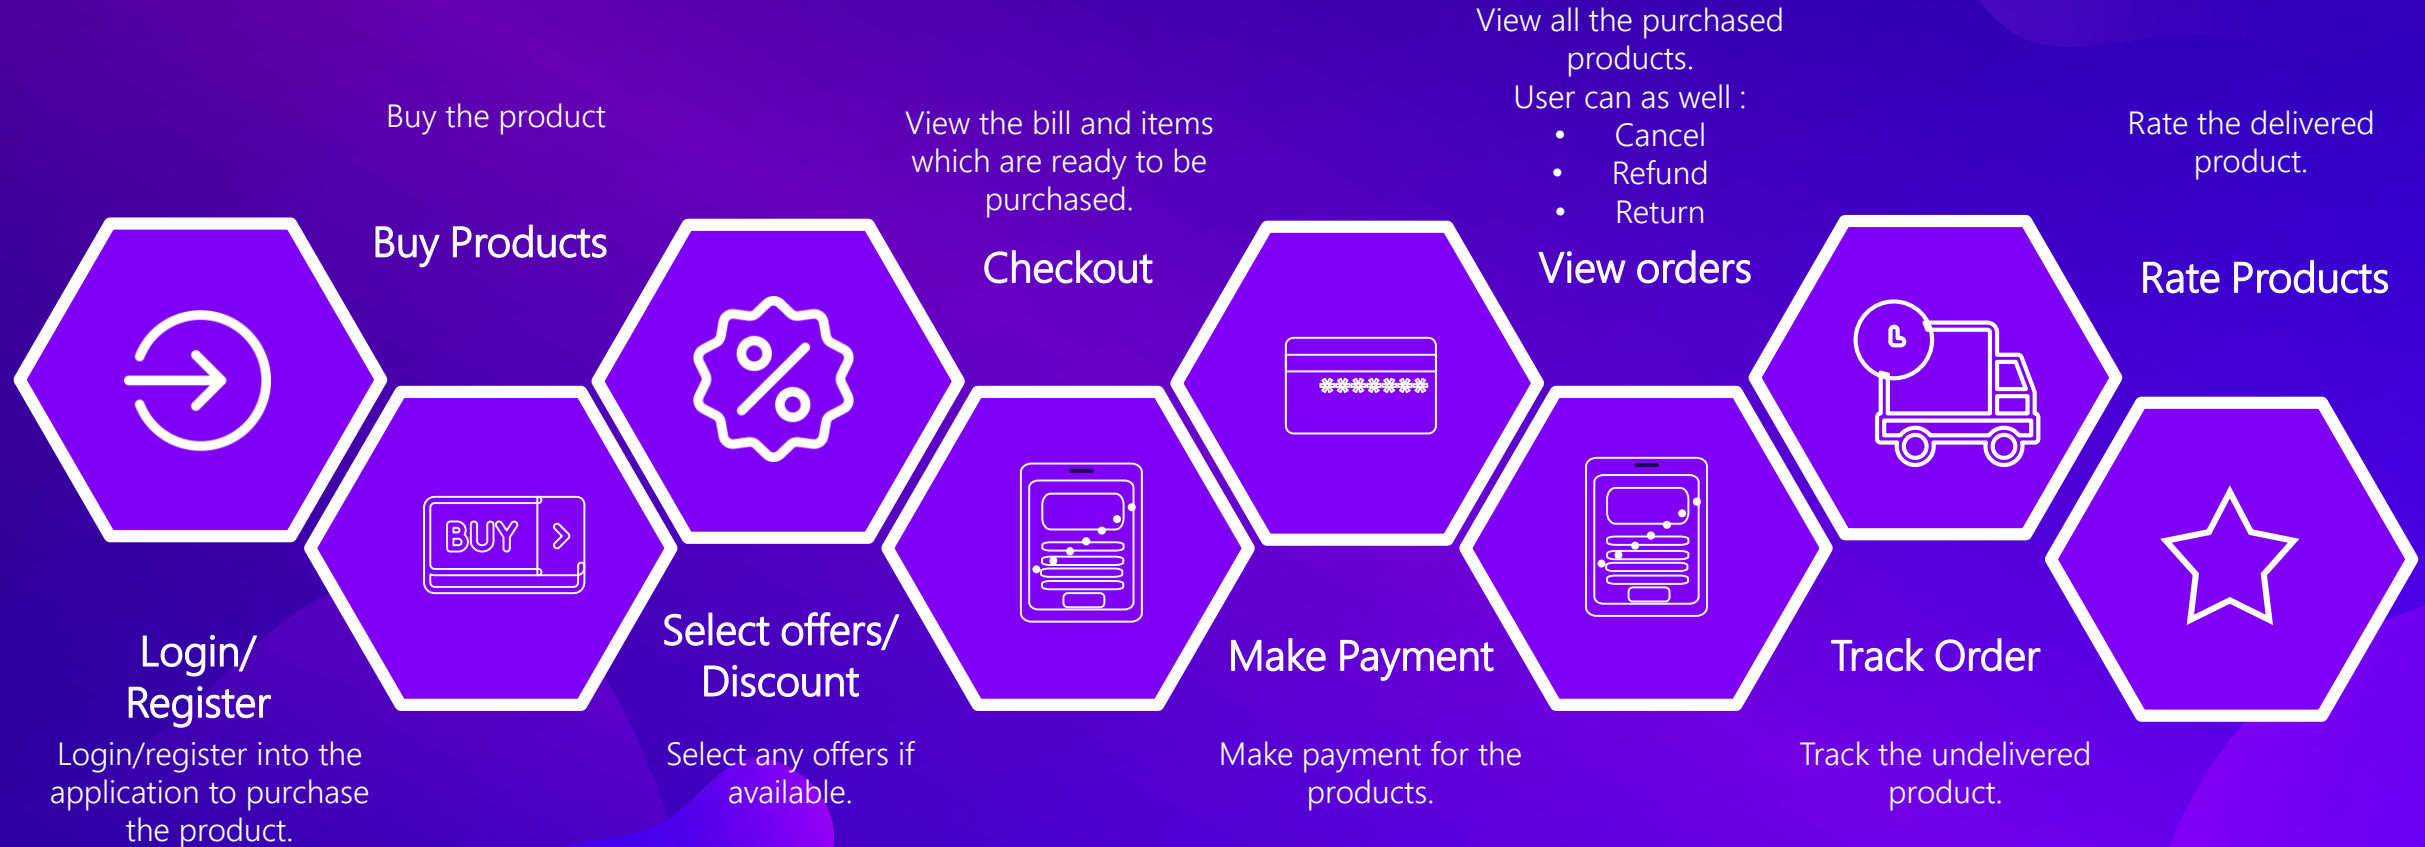 Login/
Register
Login/register into the
application to purchase
the product.
Buy the product
Buy Products
BUY
Select offers/
Discount
Select any offers if
available.
View the bill and items
which are ready to be
purchased.
Checkout
*******
Make Payment
Make payment for the
products.
View all the purchased
products.
User can as well :
• Cancel
• Refund
• Return
View orders
Track Order
Track the undelivered
product.
Rate the delivered
product.
Rate Products